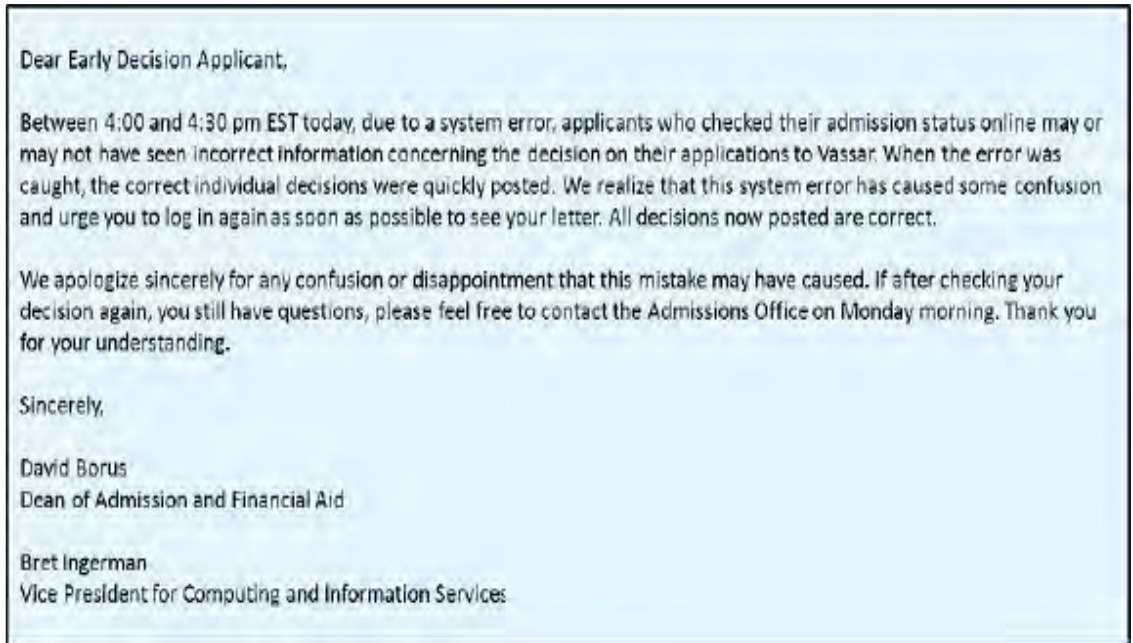 Dear Early Decision Applicant,
Between 4:00 and 4:30 pm EST today, due to a system error, applicants who checked their admission status online may or
may not have seen incorrect information concerning the decision on their applications to Vassar. When the error was
caught, the correct individual decisions were quickly posted. We realize that this system error has caused some confusion
and urge you to log in again as soon as possible to see your letter. All decisions now posted are correct.
We apologize sincerely for any confusion or disappointment that this mistake may have caused. If after checking your
decision again, you still have questions, please feel free to contact the Admissions Office on Monday morning. Thank you
for your understanding.
Sincerely,
David Borus
Dean of Admission and Financial Aid
Bret Ingerman
Vice President for Computing and Information Services